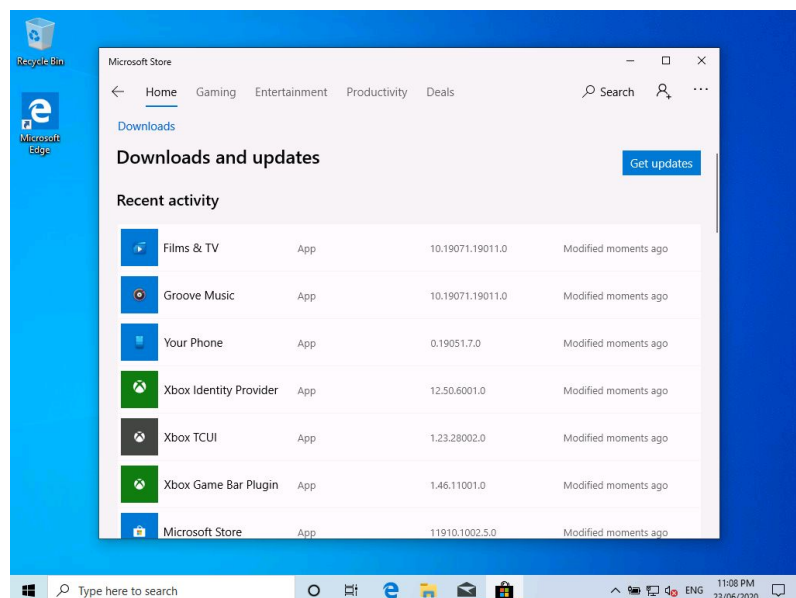 Recycle Bin
Microsoft
Edge
Microsoft Store
Home Gaming Entertainment Productivity Deals Search
Downloads
Downloads and updates
Get updates
Recent activity
Films & TV App 10.19071.19011.0 Modified moments ago
Groove Music App 10.19071.19011.0 Modified moments ago
Your Phone App 0.19051.7.0 Modified moments ago
Xbox Identity Provider App 12.50.6001.0 Modified moments ago
Xbox TCUI App 1.23.28002.0 Modified moments ago
Xbox Game Bar Plugin App 1.46.11001.0 Modified moments ago
Microsoft Store App 11910.1002.5.0 Modified moments ago
Type here to search
ENG
11:08 PM
23/06/2020